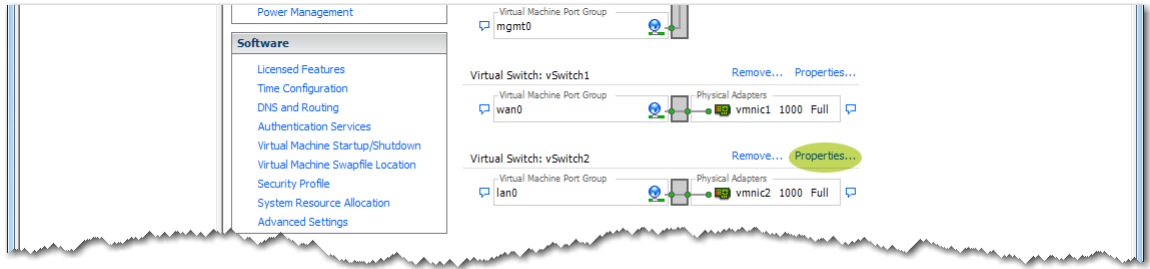 Power Management
Software
Licensed Features
Time Configuration
DNS and Routing
Authentication Services
Virtual Machine Startup/Shutdown
Virtual Machine Swapfile Location
Security Profile
System Resource Allocation
Advanced Settings
Virtual Machine Port Group
mgmt0
Virtual Switch: vSwitch1 Remove... Properties...
Virtual Machine Port Group Physical Adapters
wan0 vmnic1 1000 Full
Virtual Switch: vSwitch2 Remove... Properties...
Virtual Machine Port Group Physical Adapters
lan0 vmnic2 1000 Full